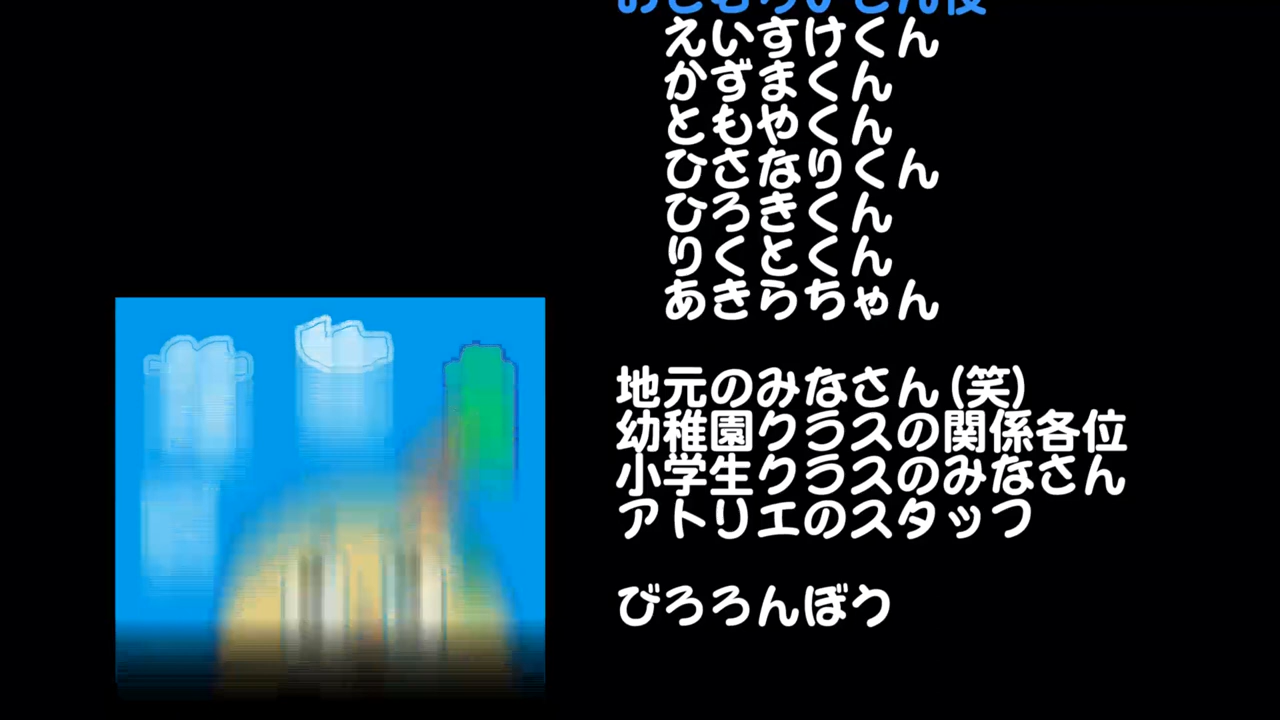 えいすけくん
かずまくん
ともやくん
ひさなりくん
ひろきくん
りくとくん
あきらちゃん
地元のみなさん(笑)
幼稚園クラスの関係各位
小学生クラスのみなさん
アトリエのスタッフ
びろろんぼう